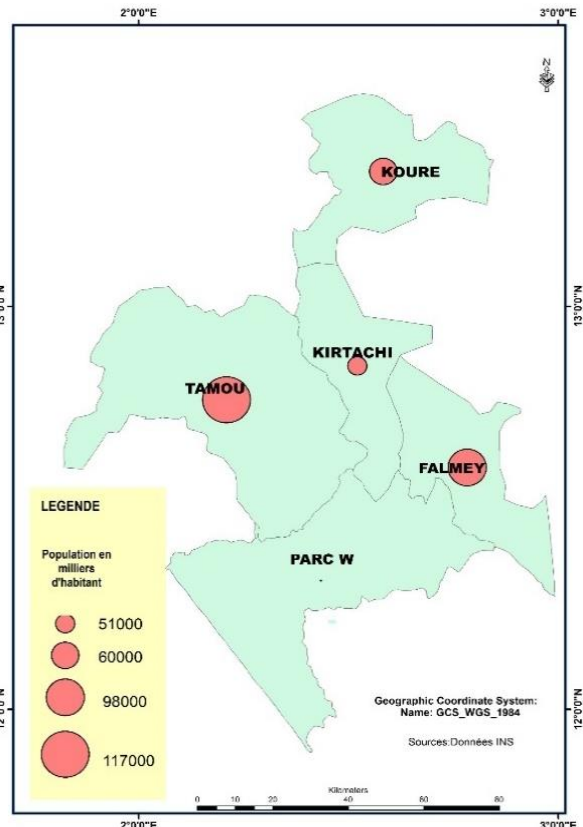 2°0'0"E
3°0'0"E
N
KOURE
13°0'0"N
13°0'0"N
KIRTACHI
TAMOU
FALMEY
PARC W
LEGENDE
Population en
milliers
d'habitant
51000
60000
98000
117000
Geographic Coordinate System:
Name: GCS_WGS_1984
Sources:Données INS
12°0'0"N
12°0'0"N
Kilometers
0 5 10 20 40 60 80
2°0'0"E
3°0'0"E